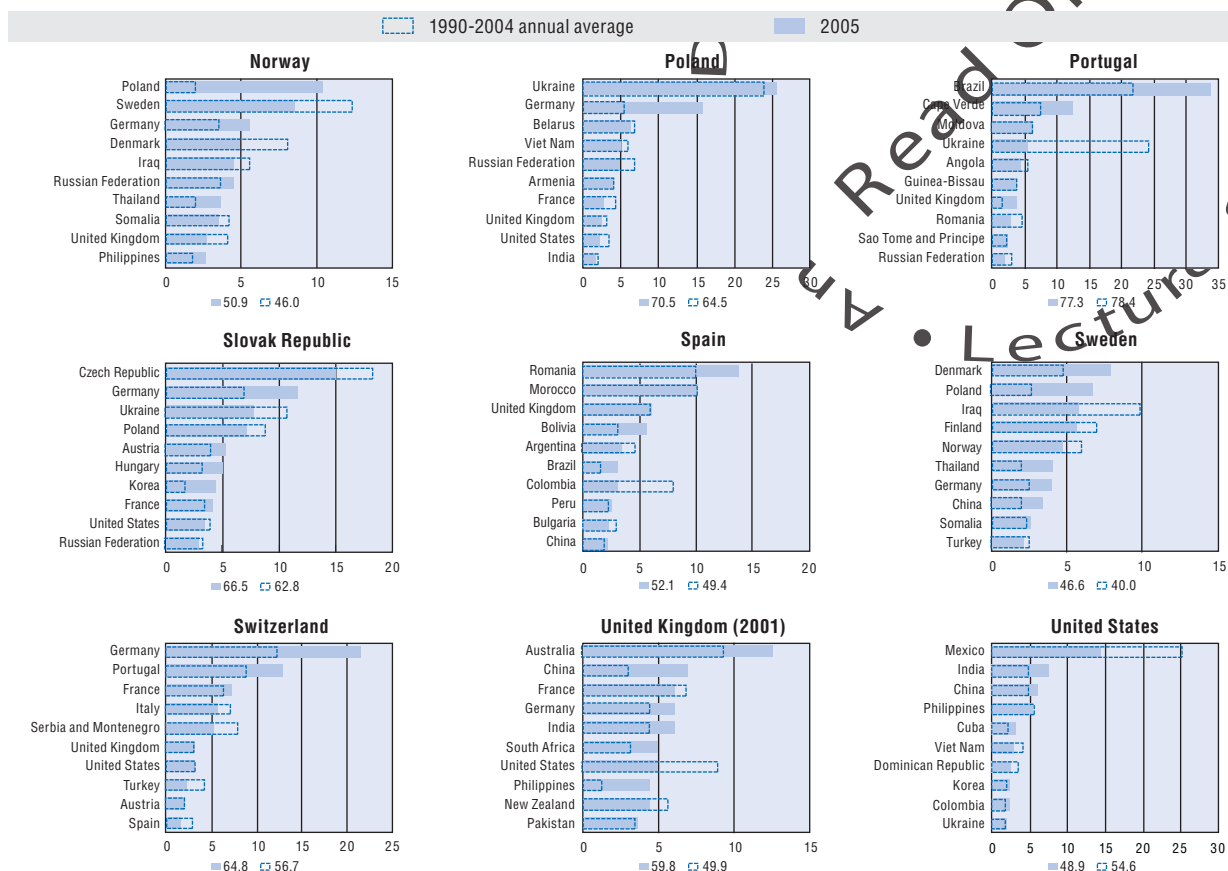 1990-2004 annual average 2005
Norway
Poland
Sweden
Germany
Denmark
Iraq
Russian Federation
Thailand
Somalia
United Kingdom
Philippines
0 5 10 15
50.9 46.0
Poland
Ukraine
Germany
Belarus
Viet Nam
Russian Federation
Armenia
France
United Kingdom
United States
India
0 5 10 15 20 25 30
70.5 64.5
Portugal
Brazil
Cape Verde
Moldova
Ukraine
Angola
Guinea-Bissau
United Kingdom
Romania
Sao Tome and Principe
Russian Federation
0 5 10 15 20 25 30 35
77.3 78.4
Slovak Republic
Czech Republic
Germany
Ukraine
Poland
Austria
Hungary
Korea
France
United States
Russian Federation
0 5 10 15 20
66.5 62.8
Spain
Romania
Morocco
United Kingdom
Bolivia
Argentina
Brazil
Colombia
Peru
Bulgaria
China
0 5 10 15 20
52.1 49.4
Sweden
Denmark
Poland
Iraq
Finland
Norway
Thailand
Germany
China
Somalia
Turkey
0 5 10 15
46.6 40.0
Switzerland
Germany
Portugal
France
Italy
Serbia and Montenegro
United Kingdom
United States
Turkey
Austria
Spain
0 5 10 15 20 25
64.8 56.7
United Kingdom (2001)
Australia
China
France
Germany
India
South Africa
United States
Philippines
New Zealand
Pakistan
0 5 10 15
59.8 49.9
United States
Mexico
India
China
Philippines
Cuba
Viet Nam
Dominican Republic
Korea
Colombia
Ukraine
0 5 10 15 20 25 30
48.9 54.6
Read
• Lecture